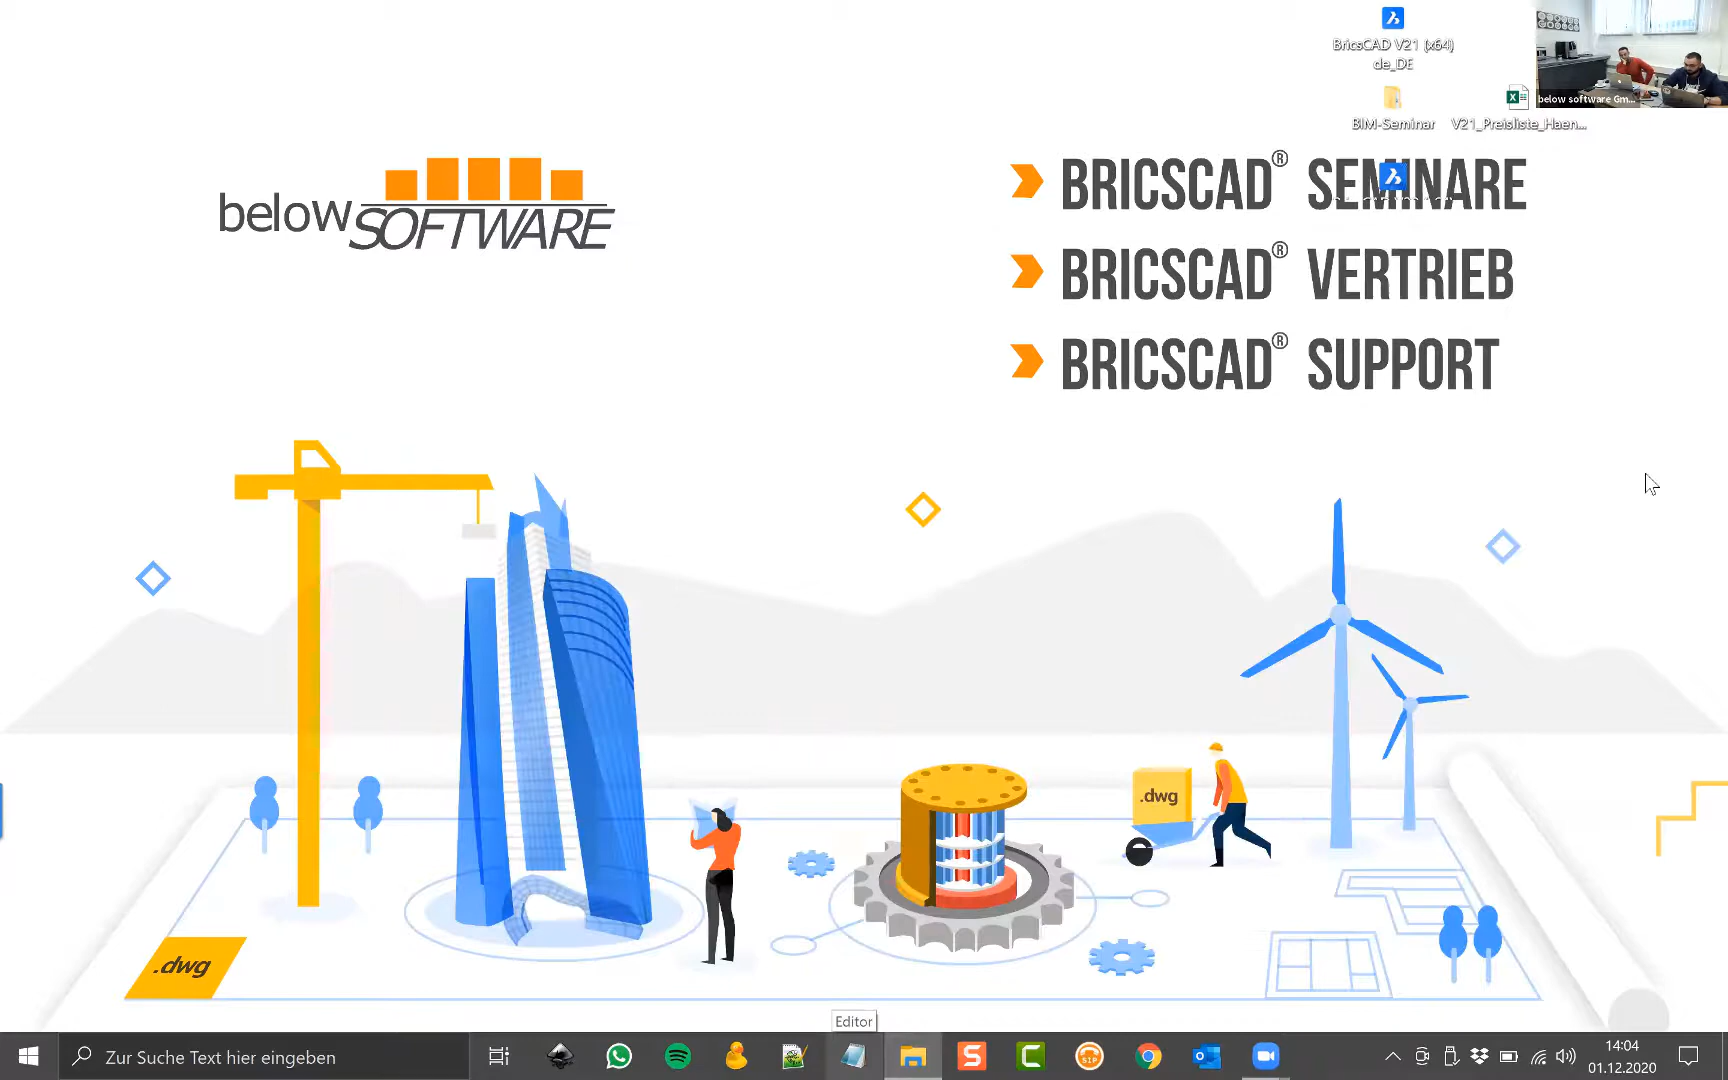 BricsCAD V21 (x64)
de_DE
below software Gm...
BIM-Seminar
V21_Preisliste_Haen...
below SOFTWARE
BRICSCAD® SEMINARE
BRICSCAD® VERTRIEB
BRICSCAD® SUPPORT
.dwg
.dwg
Editor
Zur Suche Text hier eingeben
S
C
SIP
14:04
01.12.2020